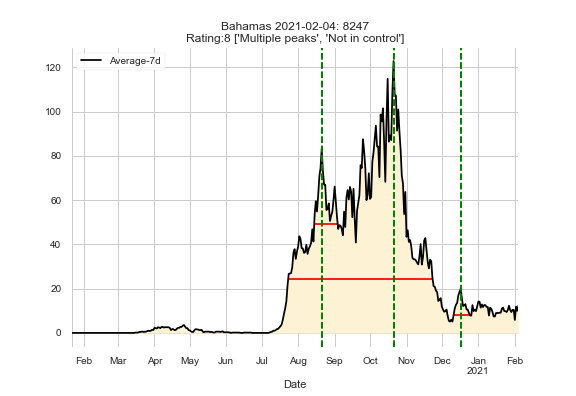 Bahamas 2021-02-04: 8247
Rating:8 ['Multiple peaks', 'Not in control']
Average-7d
120
100
80
60
40
20
0
Feb Mar Apr May Jun Jul Aug Sep Oct Nov Dec Jan Feb
2021
Date